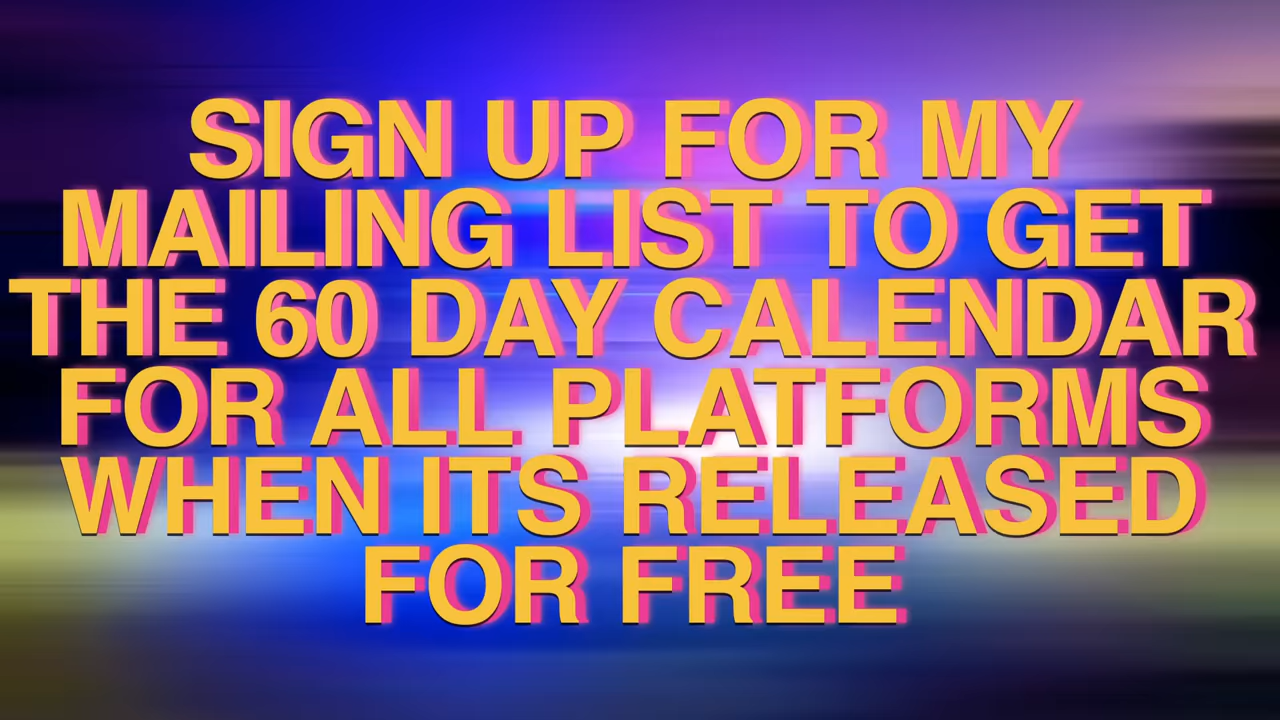 SIGN UP FOR MY
MAILING LIST TO GET
THE 60 DAY CALENDAR
FOR ALL PLATFORMS
WHEN ITS RELEASED
FOR FREE